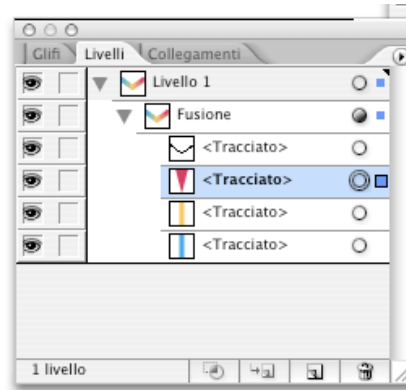 Glifi Livelli Collegamenti
Livello 1
Fusione
<Tracciato>
<Tracciato>
<Tracciato>
<Tracciato>
1 livello